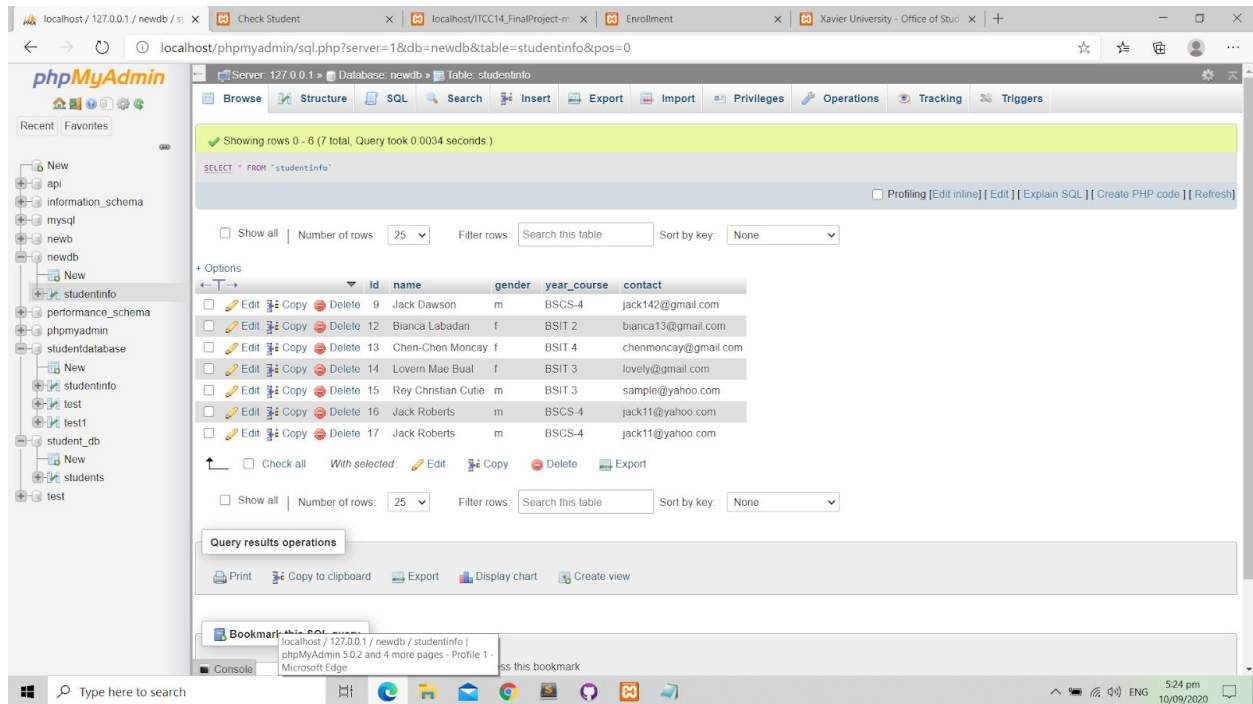 localhost / 127.0.0.1 / newdb / st
Check Student
localhost/ITCC14_FinalProject-m
Enrollment
Xavier University - Office of Stud
localhost/phpmyadmin/sql.php?server=1&db=newdb&table=studentinfo&pos=0
phpMyAdmin
Recent Favorites
New
api
information_schema
mysql
newb
newdb
New
studentinfo
performance_schema
phpmyadmin
studentdatabase
New
studentinfo
test
test1
student_db
New
students
test
Server: 127.0.0.1 » Database: newdb » Table: studentinfo
Browse Structure SQL Search Insert Export Import Privileges Operations Tracking Triggers
Showing rows 0 - 6 (7 total, Query took 0.0034 seconds.)
SELECT * FROM `studentinfo`
Profiling [Edit inline] [ Edit ] [ Explain SQL ] [ Create PHP code ] [ Refresh]
Show all | Number of rows: 25 Filter rows: Search this table Sort by key: None
+ Options
←T→ Id name gender year_course contact
Edit Copy Delete 9 Jack Dawson m BSCS-4 jack142@gmail.com
Edit Copy Delete 12 Bianca Labadan f BSIT 2 bianca13@gmail.com
Edit Copy Delete 13 Chen-Chen Moncay f BSIT 4 chenmoncay@gmail.com
Edit Copy Delete 14 Lovern Mae Bual f BSIT 3 lovely@gmail.com
Edit Copy Delete 15 Rey Christian Cutie m BSIT 3 sample@yahoo.com
Edit Copy Delete 16 Jack Roberts m BSCS-4 jack11@yahoo.com
Edit Copy Delete 17 Jack Roberts m BSCS-4 jack11@yahoo.com
Check all With selected: Edit Copy Delete Export
Show all | Number of rows: 25 Filter rows: Search this table Sort by key: None
Query results operations
Print Copy to clipboard Export Display chart Create view
Bookmark this SQL query
localhost / 127.0.0.1 / newdb / studentinfo |
phpMyAdmin 5.0.2 and 4 more pages - Profile 1 -
Microsoft Edge
ess this bookmark
Console
Type here to search
ENG
5:24 pm
10/09/2020